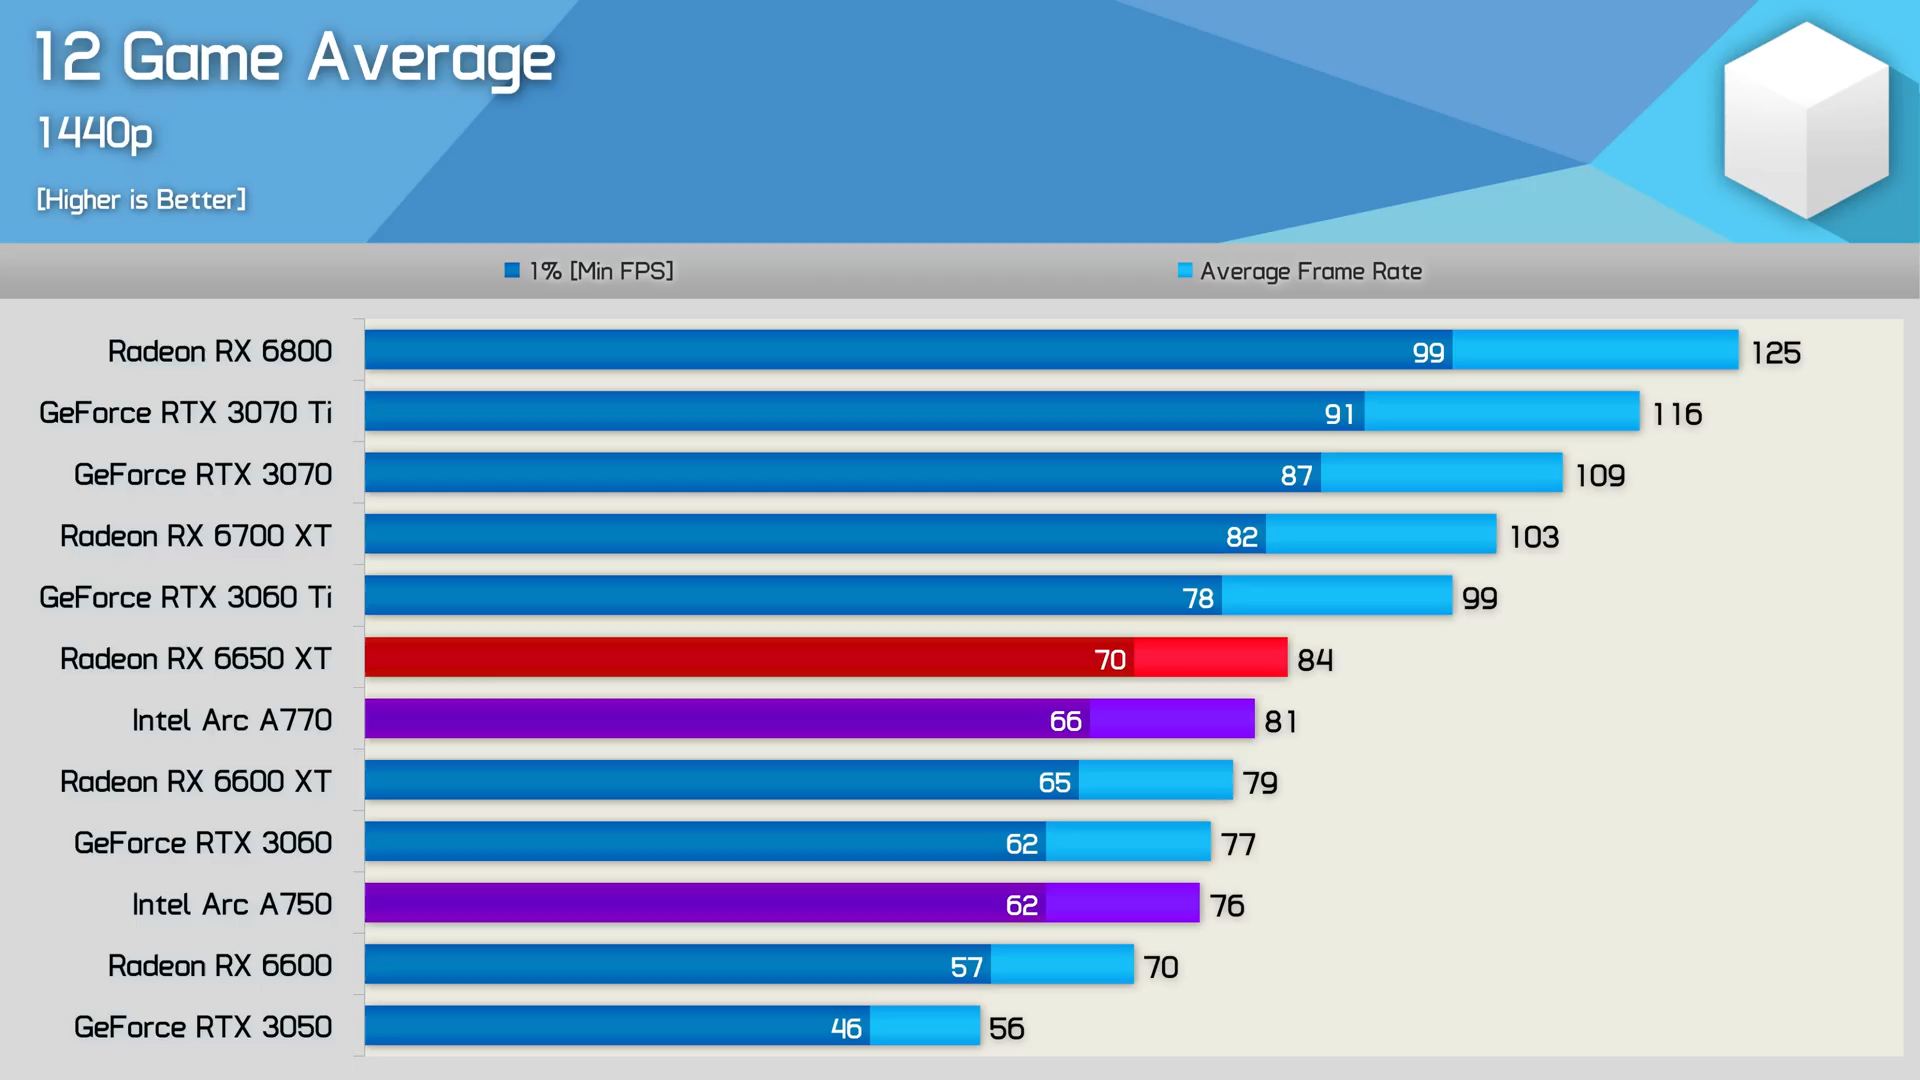 12 Game Average
1440p
[Higher is Better]
1% [Min FPS] Average Frame Rate
Radeon RX 6800 99 125
GeForce RTX 3070 Ti 91 116
GeForce RTX 3070 87 109
Radeon RX 6700 XT 82 103
GeForce RTX 3060 Ti 78 99
Radeon RX 6650 XT 70 84
Intel Arc A770 66 81
Radeon RX 6600 XT 65 79
GeForce RTX 3060 62 77
Intel Arc A750 62 76
Radeon RX 6600 57 70
GeForce RTX 3050 46 56